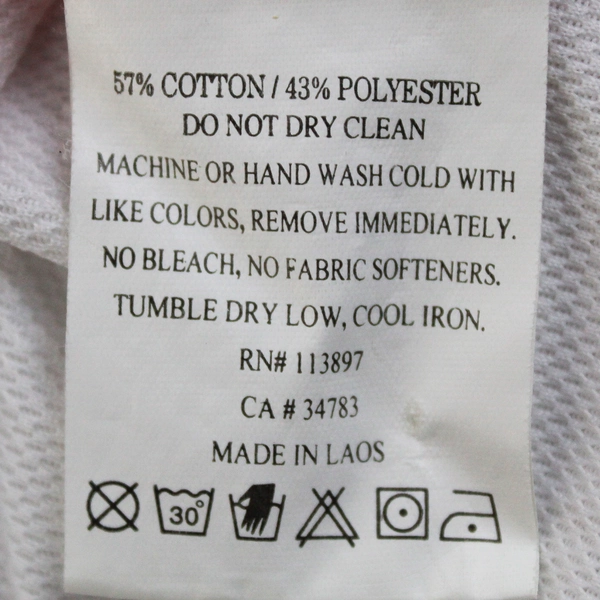 57% COTTON / 43% POLYESTER
DO NOT DRY CLEAN
MACHINE OR HAND WASH COLD WITH
LIKE COLORS, REMOVE IMMEDIATELY.
NO BLEACH, NO FABRIC SOFTENERS.
TUMBLE DRY LOW, COOL IRON.
RN# 113897
CA # 34783
MADE IN LAOS
30°